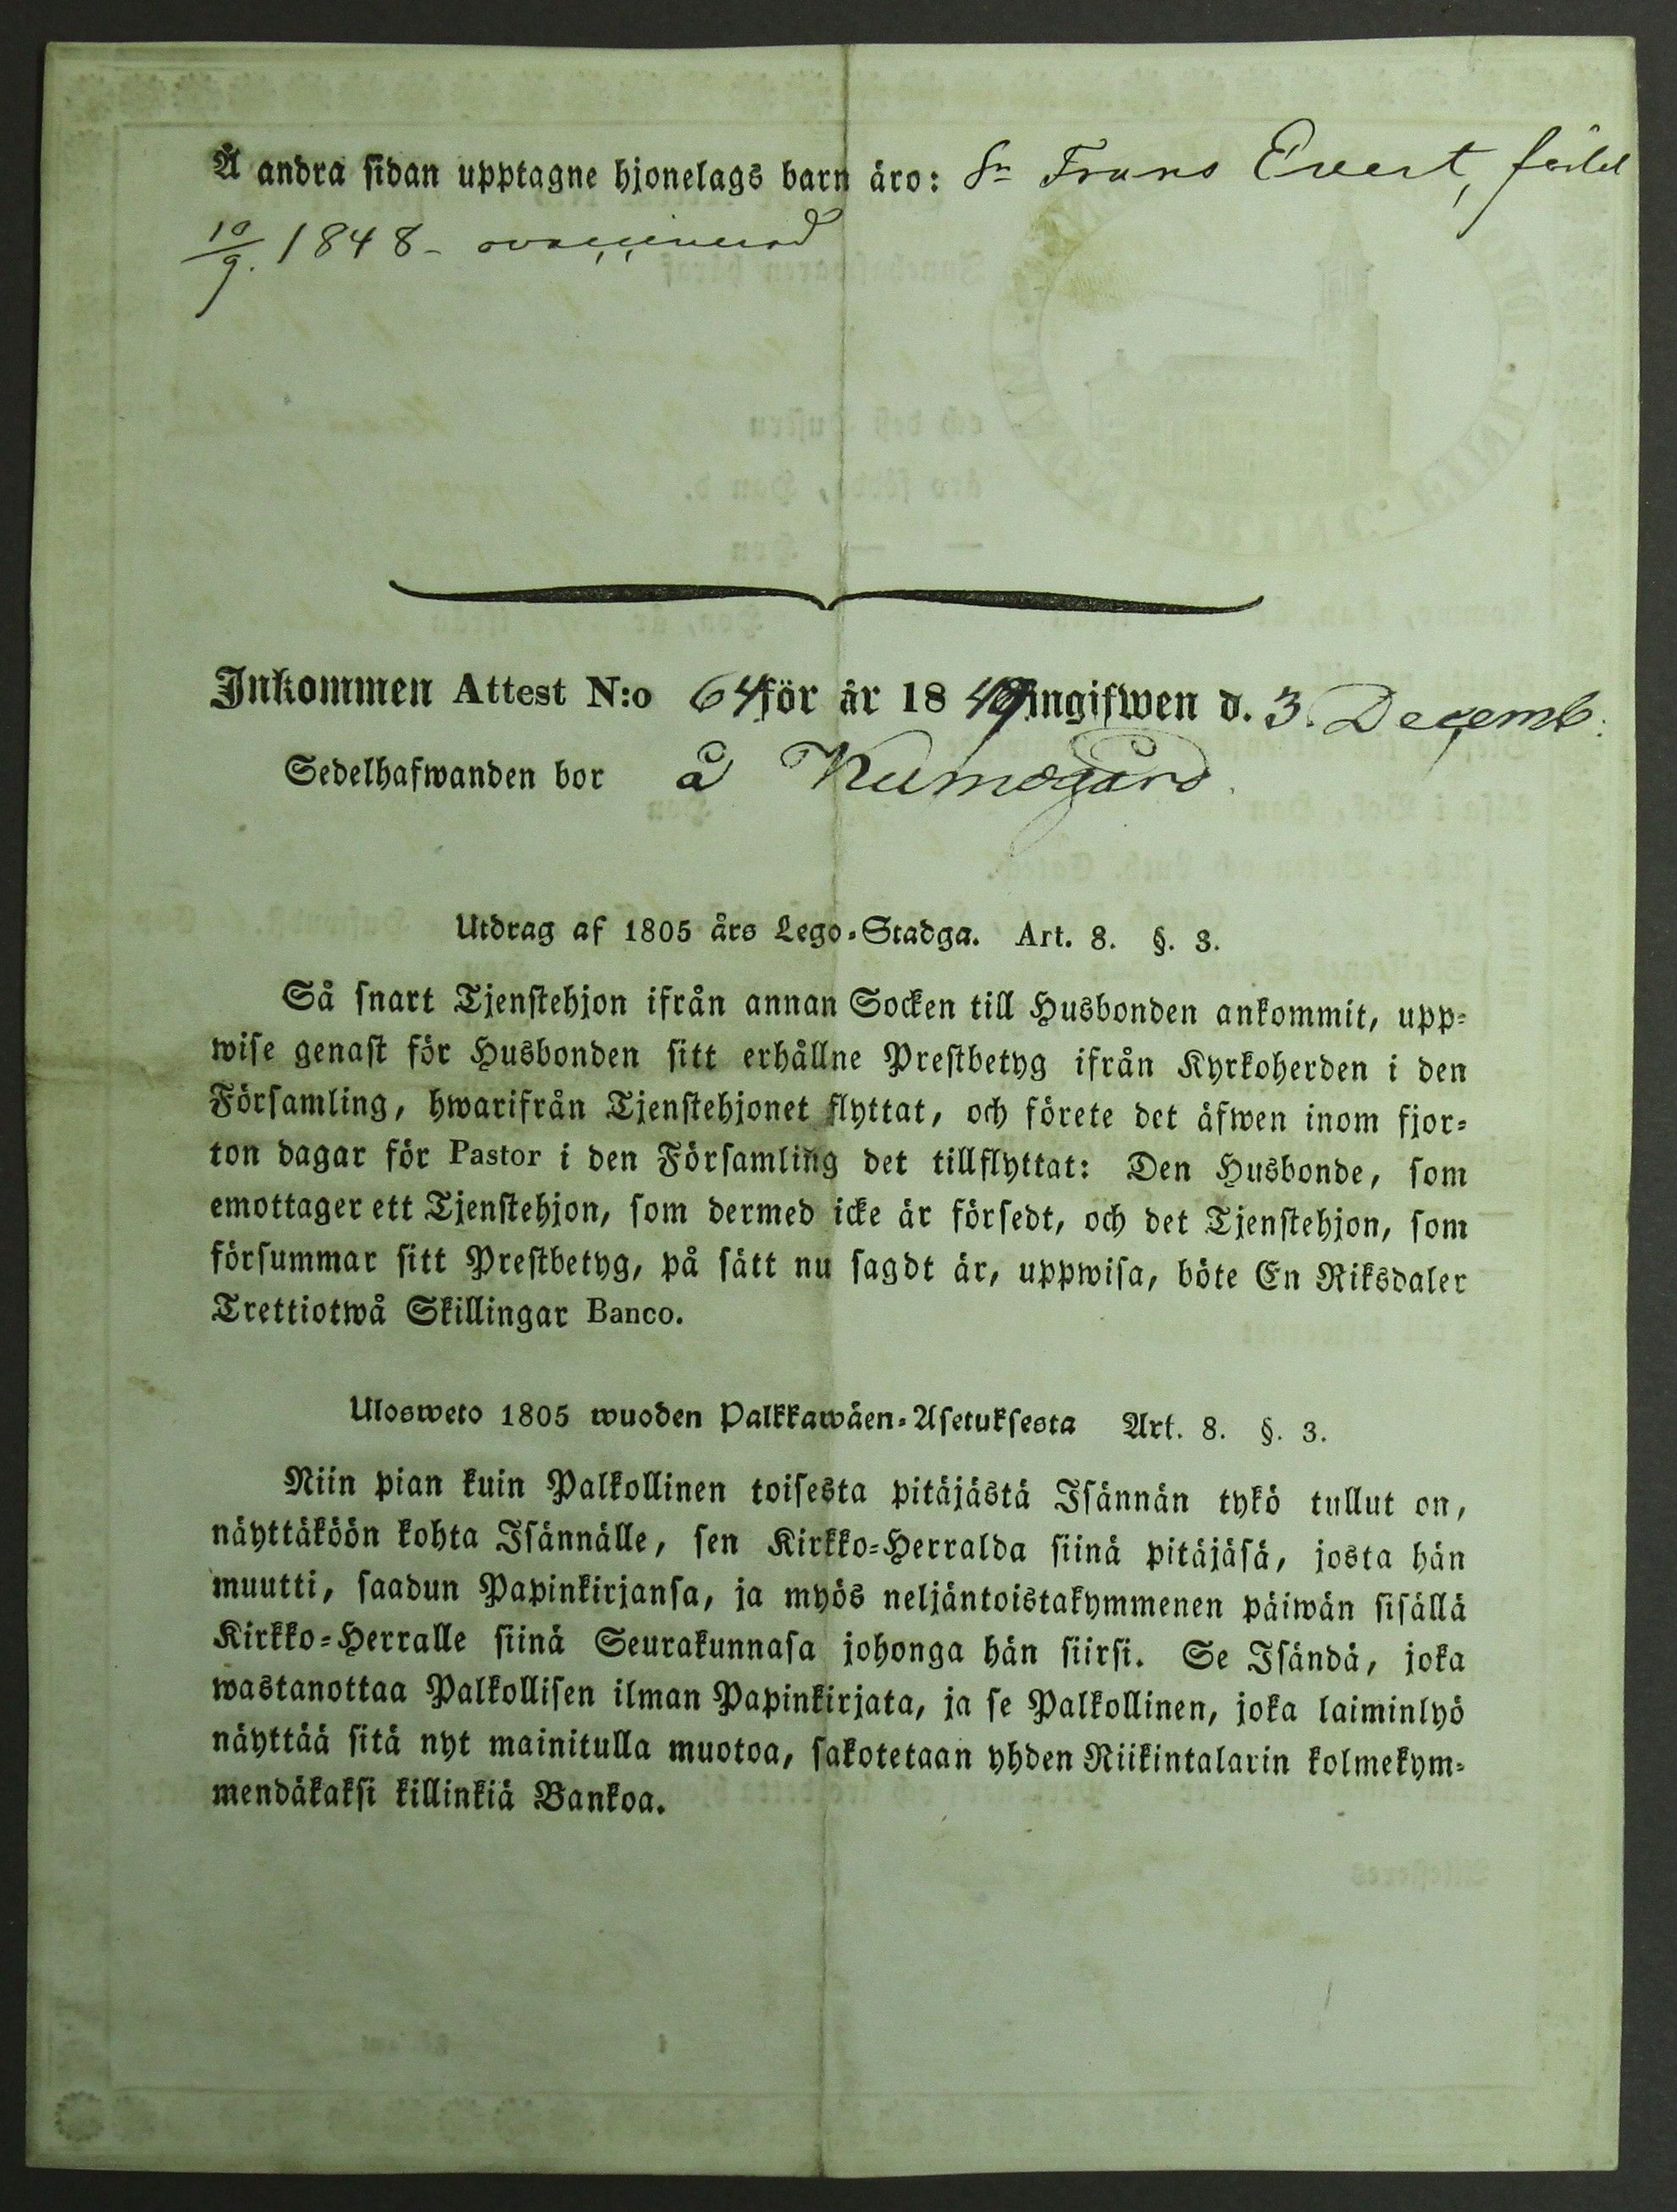 Å andra sidan upptagne hjonelags barn äro: Sn Frans Evert, född
10/9. 1848 - ovaccinerad
Inkommen Attest N:o 64 för år 1849 ingifwen d. 3. Decemb.
Sedelhafwanden bor å Kumogård.
Utdrag af 1805 års Lego-Stadga. Art. 8. §. 3.
Så snart Tjenstehjon ifrån annan Socken till Husbonden ankommit, upp-
wise genast för Husbonden sitt erhållne Prestbetyg ifrån Kyrkoherden i den
Församling, hwarifrån Tjenstehjonet flyttat, och förete det äfwen inom fjor-
ton dagar för Pastor i den Församling det tillflyttat: Den Husbonde, som
emottager ett Tjenstehjon, som dermed icke är försedt, och det Tjenstehjon, som
försummar sitt Prestbetyg, på sätt nu sagdt är, uppwisa, böte En Riksdaler
Trettiotwå Skillingar Banco.
Ulosweto 1805 wuoden Palkkawäen-Asetuksesta Art. 8. §. 3.
Niin pian kuin Palkollinen toisesta pitäjästä Isännän tykö tullut on,
näyttäköön kohta Isännälle, sen Kirkko-Herralda siinä pitäjäsä, josta hän
muutti, saadun Papinkirjansa, ja myös neljäntoistakymmenen päiwän sisällä
Kirkko-Herralle siinä Seurakunnasa johonga hän siirsi. Se Isändä, joka
wastanottaa Palkollisen ilman Papinkirjata, ja se Palkollinen, joka laiminlyö
näyttää sitä nyt mainitulla muotoa, sakotetaan yhden Riikintalarin kolmekym-
mendäkaksi killinkiä Bankoa.